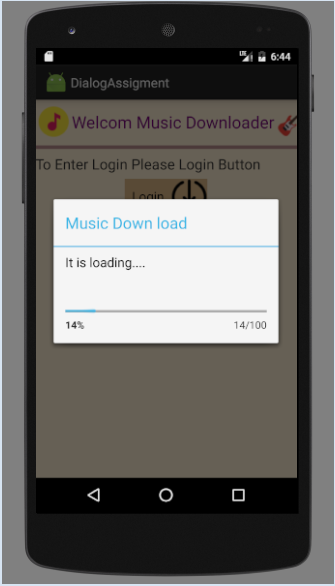 LTE 6:44
DialogAssigment
Welcom Music Downloader
To Enter Login Please Login Button
Login
Music Down load
It is loading....
14% 14/100